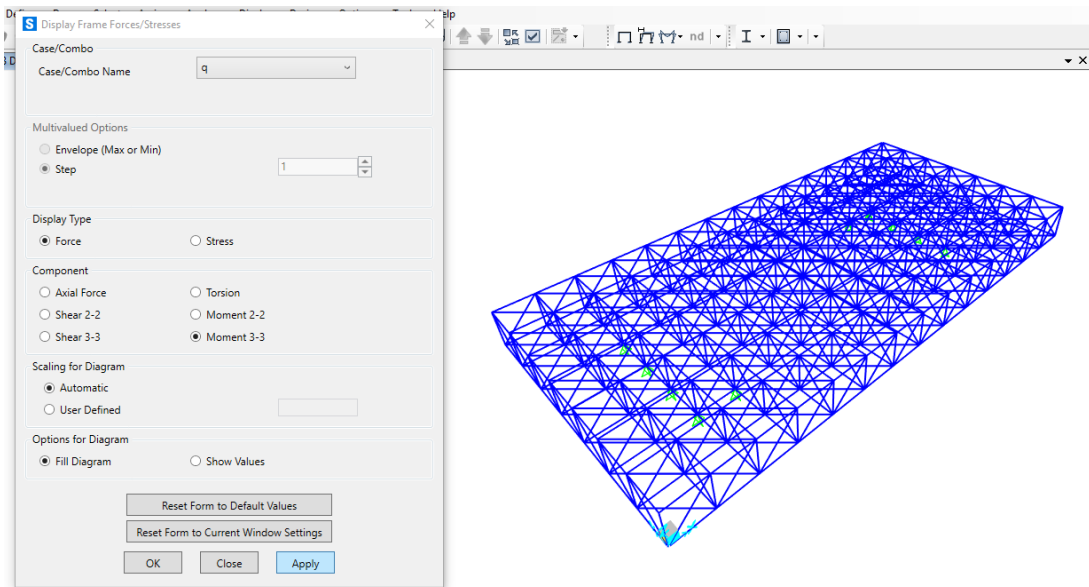 S Display Frame Forces/Stresses
Case/Combo
Case/Combo Name q
Multivalued Options
Envelope (Max or Min)
Step 1
Display Type
Force Stress
Component
Axial Force Torsion
Shear 2-2 Moment 2-2
Shear 3-3 Moment 3-3
Scaling for Diagram
Automatic
User Defined
Options for Diagram
Fill Diagram Show Values
Reset Form to Default Values
Reset Form to Current Window Settings
OK Close Apply
nd